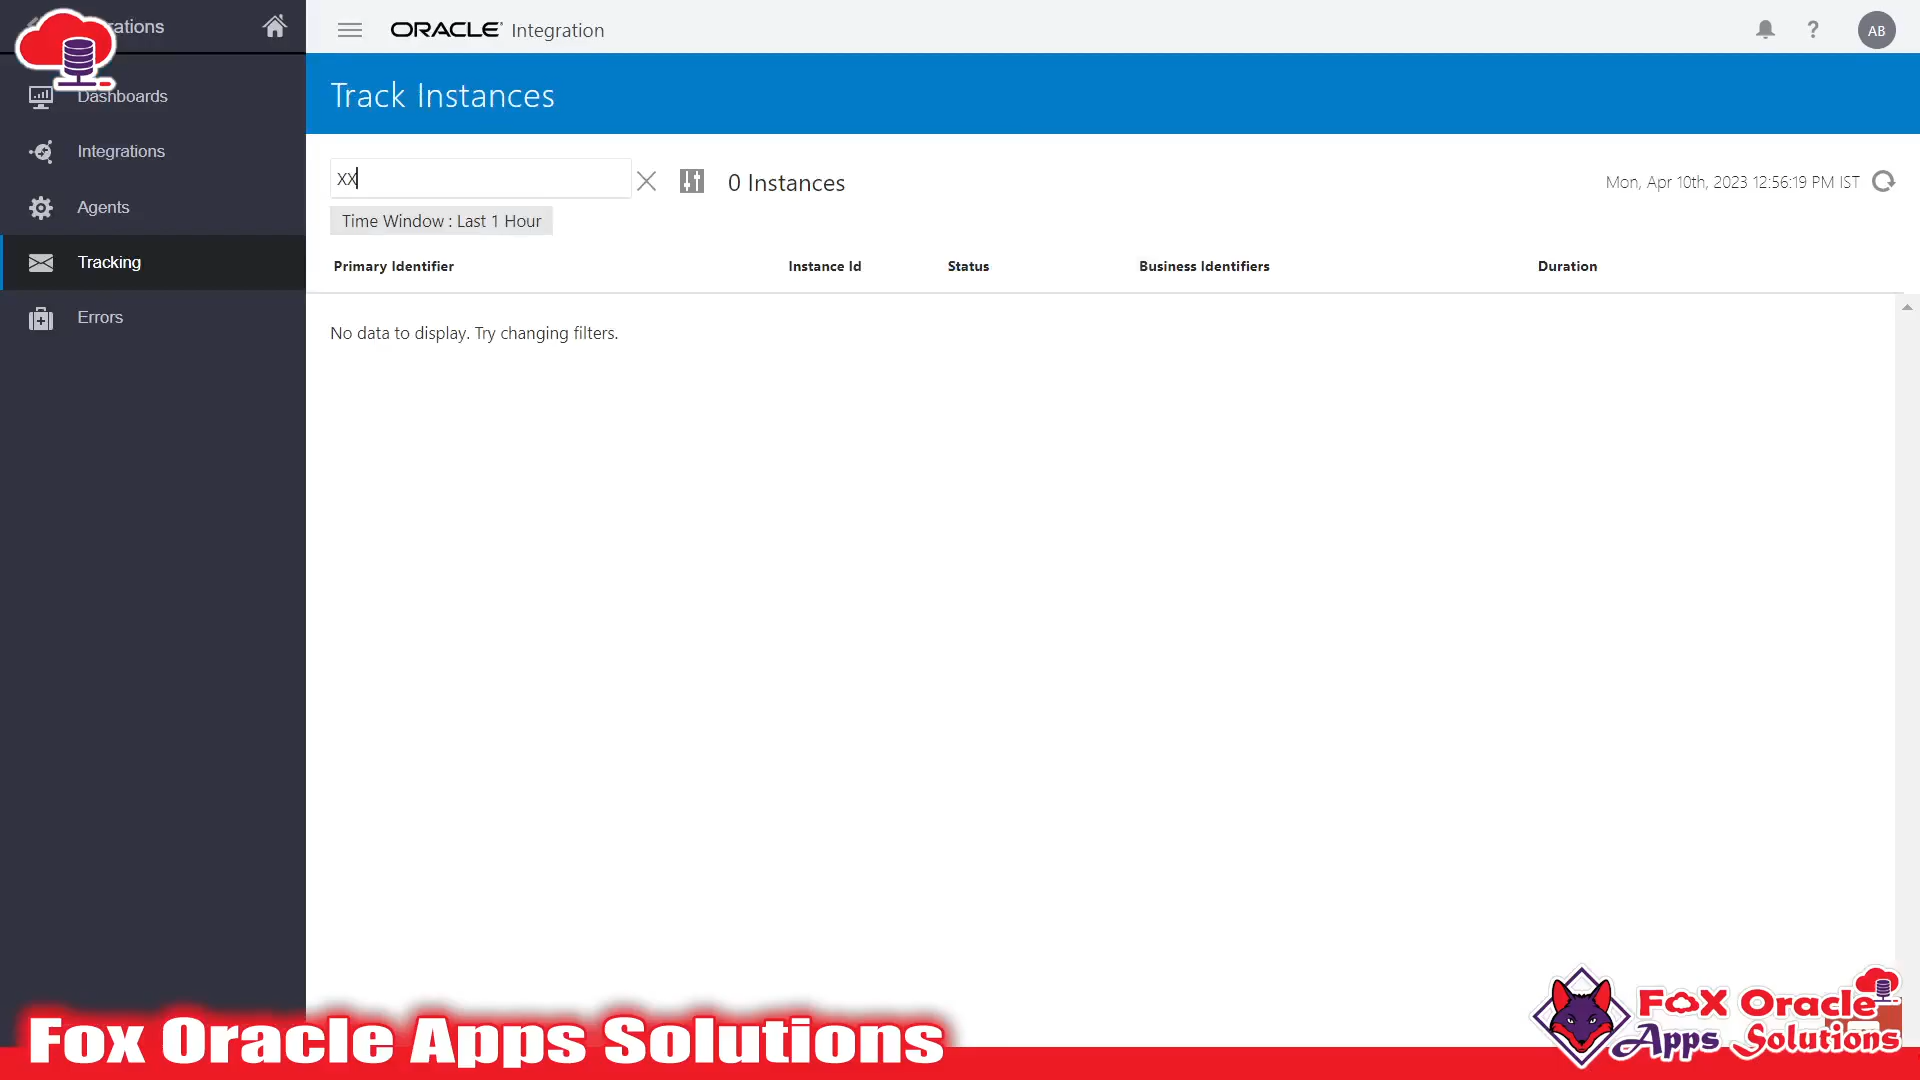 rations
Dashboards
Integrations
Agents
Tracking
Errors
ORACLE Integration
?
AB
Track Instances
XX
0 Instances
Mon, Apr 10th, 2023 12:56:19 PM IST
Time Window : Last 1 Hour
Primary Identifier Instance Id Status Business Identifiers Duration
No data to display. Try changing filters.
Fox Oracle Apps Solutions
Fox Oracle
Apps Solutions